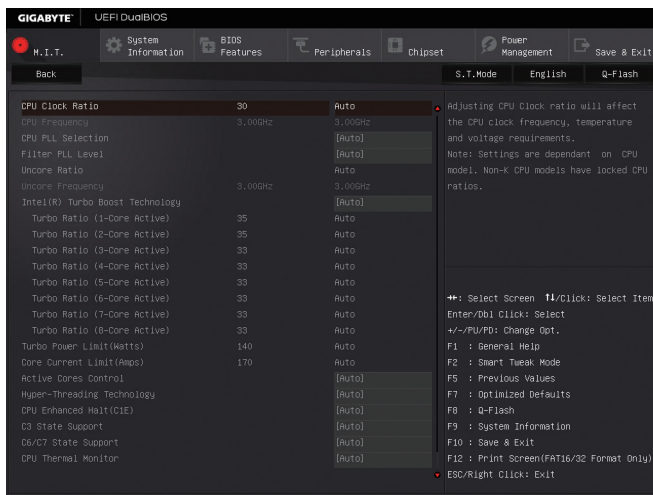 GIGABYTE™ UEFI DualBIOS
M.I.T. System Information BIOS Features Peripherals Chipset Power Management Save & Exit
Back S.T.Mode English Q-Flash
CPU Clock Ratio 30 Auto
CPU Frequency 3.00GHz 3.00GHz
CPU PLL Selection [Auto]
Filter PLL Level [Auto]
Uncore Ratio Auto
Uncore Frequency 3.00GHz 3.00GHz
Intel(R) Turbo Boost Technology [Auto]
Turbo Ratio (1-Core Active) 35 Auto
Turbo Ratio (2-Core Active) 35 Auto
Turbo Ratio (3-Core Active) 33 Auto
Turbo Ratio (4-Core Active) 33 Auto
Turbo Ratio (5-Core Active) 33 Auto
Turbo Ratio (6-Core Active) 33 Auto
Turbo Ratio (7-Core Active) 33 Auto
Turbo Ratio (8-Core Active) 33 Auto
Turbo Power Limit(Watts) 140 Auto
Core Current Limit(Amps) 170 Auto
Active Cores Control [Auto]
Hyper-Threading Technology [Auto]
CPU Enhanced Halt(C1E) [Auto]
C3 State Support [Auto]
C6/C7 State Support [Auto]
CPU Thermal Monitor [Auto]
Adjusting CPU Clock ratio will affect
the CPU clock frequency, temperature
and voltage requirements.
Note: Settings are dependant on CPU
model. Non-K CPU models have locked CPU
ratios.
→←: Select Screen ↑↓/Click: Select Item
Enter/Dbl Click: Select
+/-/PU/PD: Change Opt.
F1 : General Help
F2 : Smart Tweak Mode
F5 : Previous Values
F7 : Optimized Defaults
F8 : Q-Flash
F9 : System Information
F10 : Save & Exit
F12 : Print Screen(FAT16/32 Format Only)
ESC/Right Click: Exit